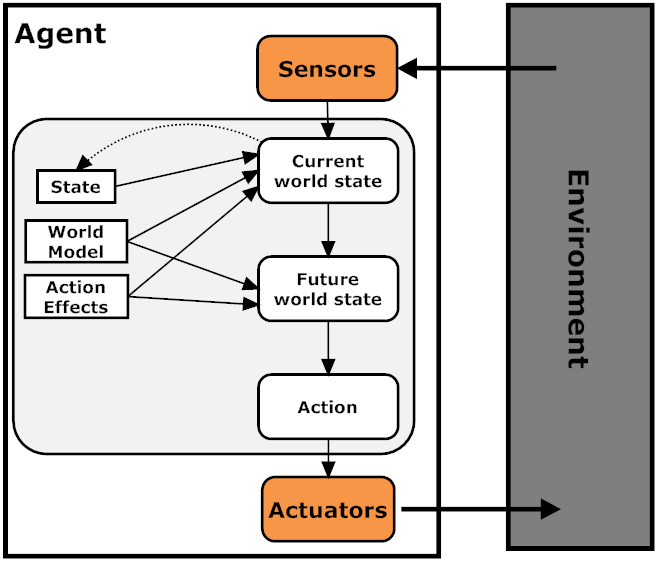 Agent
Sensors
Current
world state
State
World
Model
Action
Effects
Future
world state
Action
Actuators
Environment